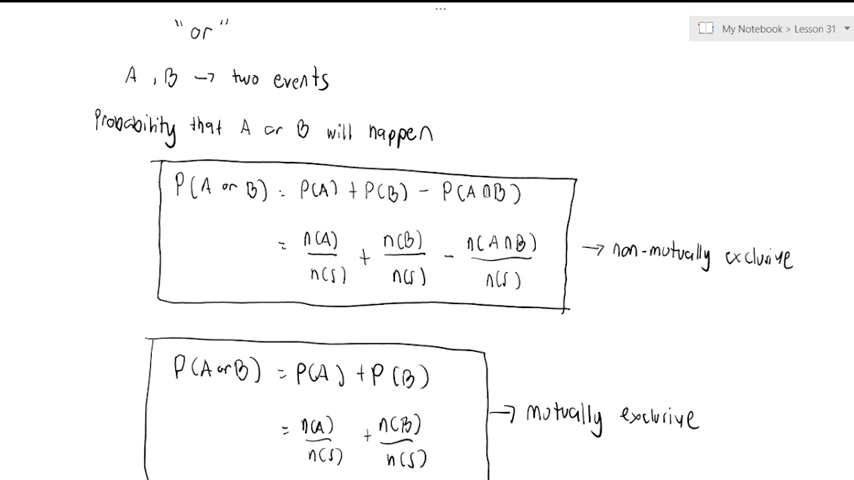 "or"
My Notebook > Lesson 31
A, B → two events
Probability that A or B will happen
P(A or B) = P(A) + P(B) - P(A∩B)
= n(A)/n(S) + n(B)/n(S) - n(A∩B)/n(S) → non-mutually exclusive
P(A or B) = P(A) + P(B)
= n(A)/n(S) + n(B)/n(S) → mutually exclusive